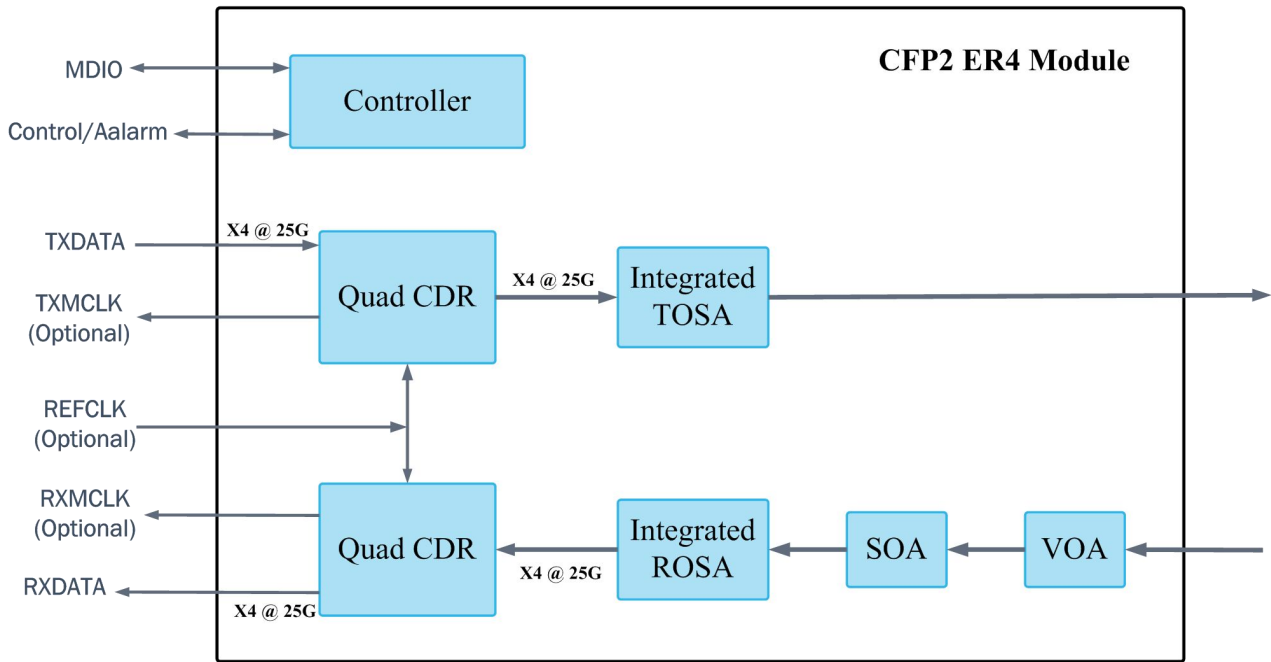 CFP2 ER4 Module
MDIO
Controller
Control/Aalarm
TXDATA
X4 @ 25G
Quad CDR
X4 @ 25G
Integrated
TOSA
TXMCLK
(Optional)
REFCLK
(Optional)
RXMCLK
(Optional)
Quad CDR
Integrated
ROSA
SOA
VOA
X4 @ 25G
RXDATA
X4 @ 25G